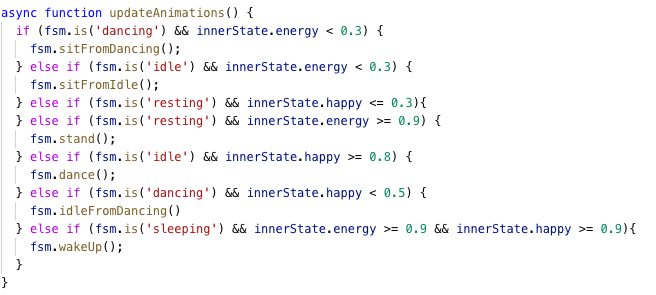 async function updateAnimations() {
  if (fsm.is('dancing') && innerState.energy < 0.3) {
    fsm.sitFromDancing();
  } else if (fsm.is('idle') && innerState.energy < 0.3) {
    fsm.sitFromIdle();
  } else if (fsm.is('resting') && innerState.happy <= 0.3){
  } else if (fsm.is('resting') && innerState.energy >= 0.9) {
    fsm.stand();
  } else if (fsm.is('idle') && innerState.happy >= 0.8) {
    fsm.dance();
  } else if (fsm.is('dancing') && innerState.happy < 0.5) {
    fsm.idleFromDancing()
  } else if (fsm.is('sleeping') && innerState.energy >= 0.9 && innerState.happy >= 0.9){
    fsm.wakeUp();
  }
}